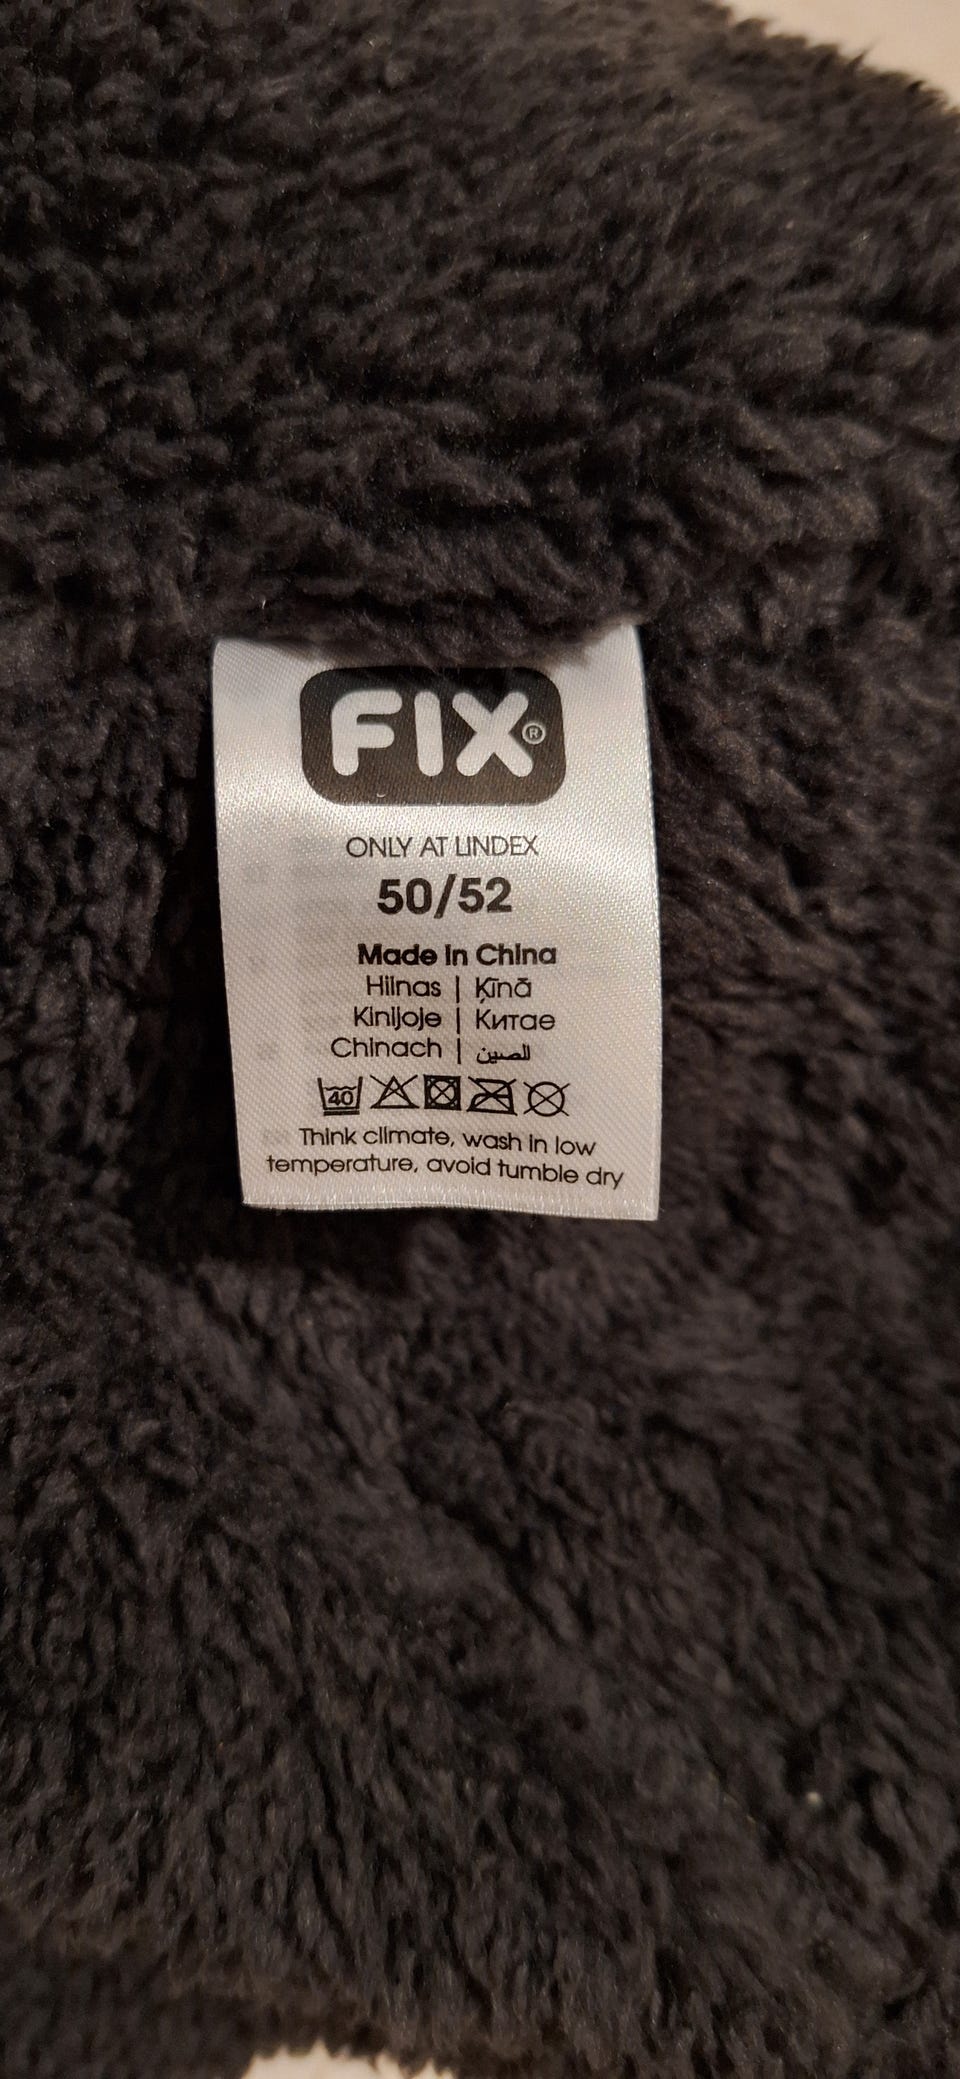 FIX®
ONLY AT LINDEX
50/52
Made in China
Hiinas | Ķīnā
Kinijoje | Китае
Chinach | الصين
40
Think climate, wash in low
temperature, avoid tumble dry